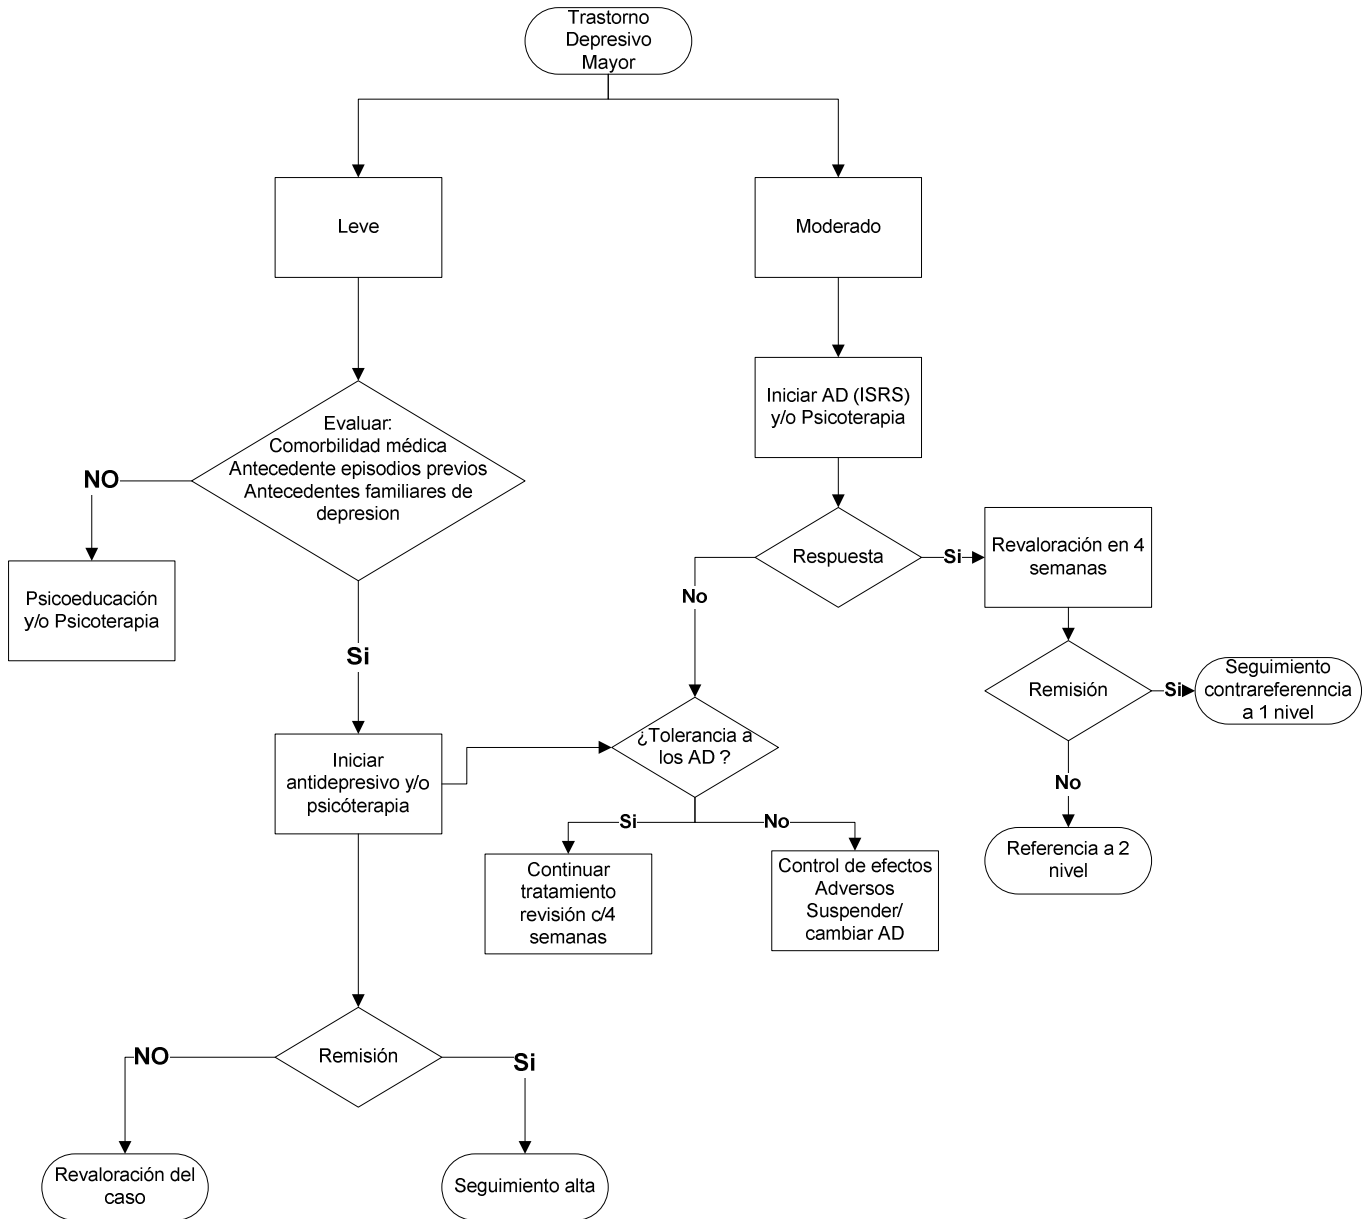 Trastorno
Depresivo
Mayor
Leve
Moderado
Evaluar:
Comorbilidad médica
Antecedente episodios previos
Antecedentes familiares de
depresion
NO
Psicoeducación
y/o Psicoterapia
Si
Iniciar
antidepresivo y/o
psicóterapia
Iniciar AD (ISRS)
y/o Psicoterapia
Respuesta
Si
Revaloración en 4
semanas
No
Remisión
Si
Seguimiento
contrareferenncia
a 1 nivel
No
Referencia a 2
nivel
¿Tolerancia a
los AD ?
Si
No
Continuar
tratamiento
revisión c/4
semanas
Control de efectos
Adversos
Suspender/
cambiar AD
Remisión
NO
Si
Revaloración del
caso
Seguimiento alta